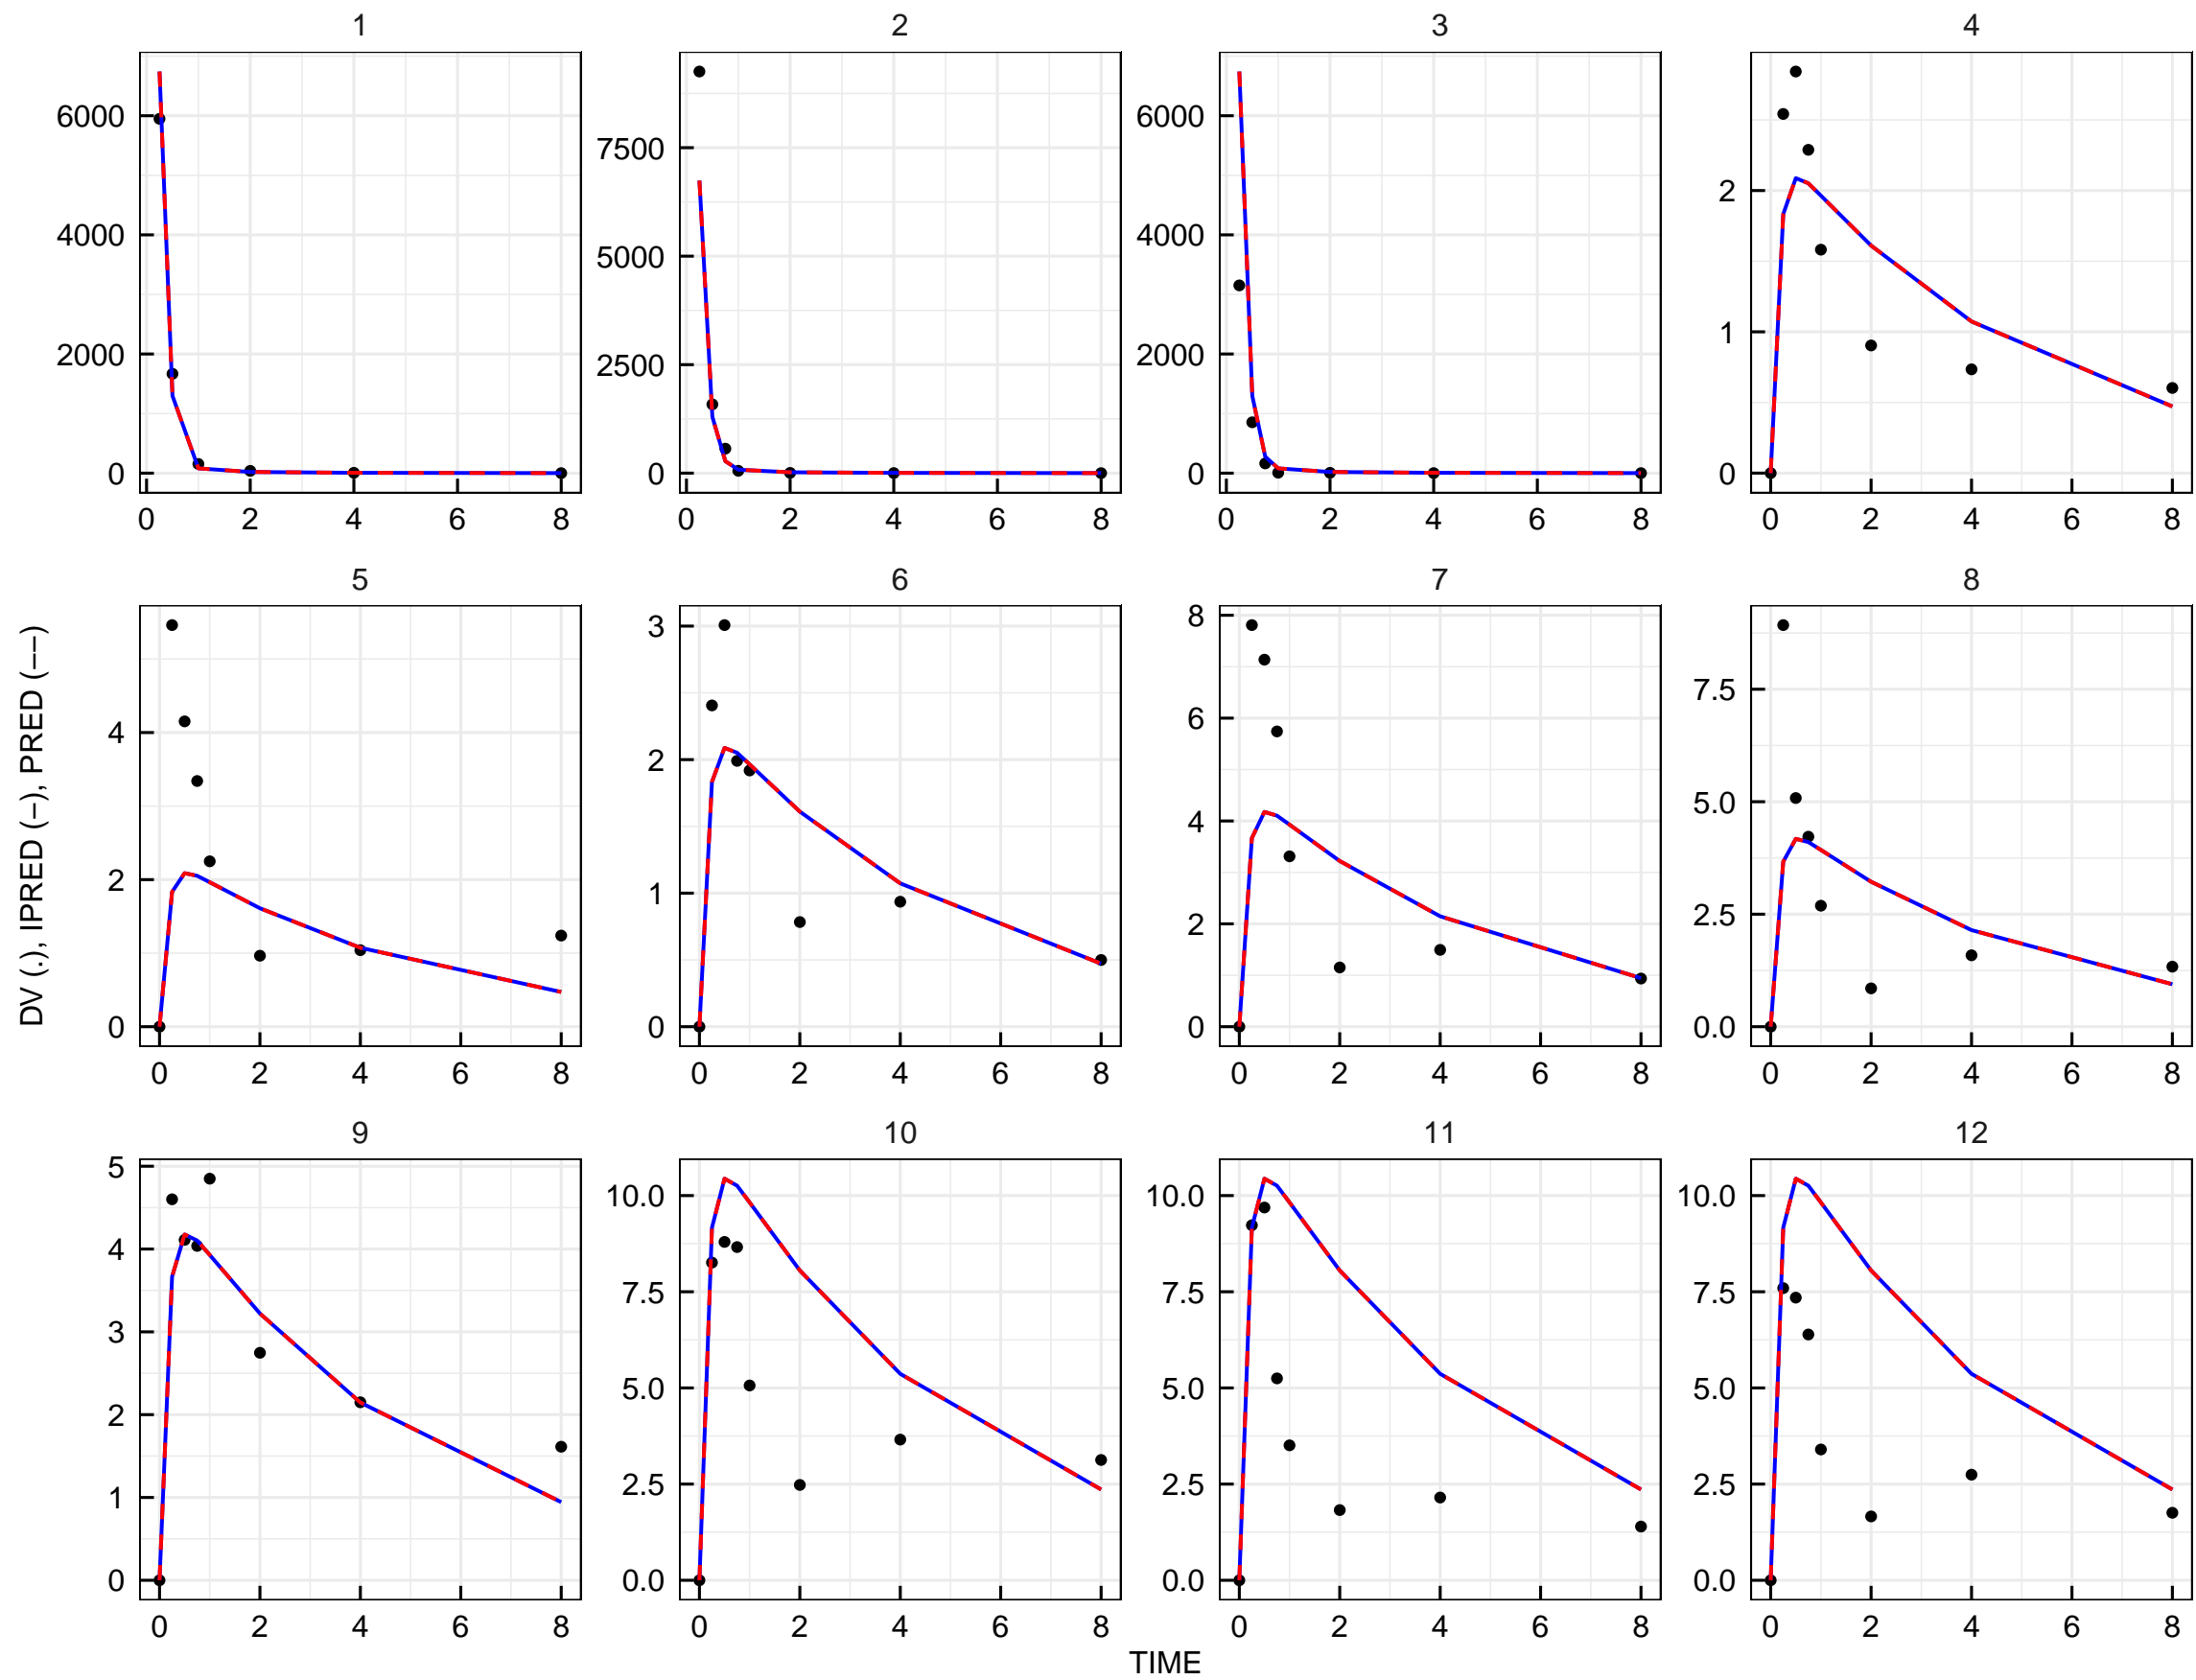 1 2 3 4
6000 7500 6000 2
4000 5000 4000 1
2000 2500 2000 0
0 0 0
0 2 4 6 8 0 2 4 6 8 0 2 4 6 8 0 2 4 6 8
5 6 7 8
4 3 8 7.5
2 2 6 5.0
0 1 4 2.5
0 2 0.0
0
0 2 4 6 8 0 2 4 6 8 0 2 4 6 8 0 2 4 6 8
DV (.), IPRED (−), PRED (−−)
9 10 11 12
5 10.0 10.0 10.0
4 7.5 7.5 7.5
3 5.0 5.0 5.0
2 2.5 2.5 2.5
1 0.0 0.0 0.0
0
0 2 4 6 8 0 2 4 6 8 0 2 4 6 8 0 2 4 6 8
TIME